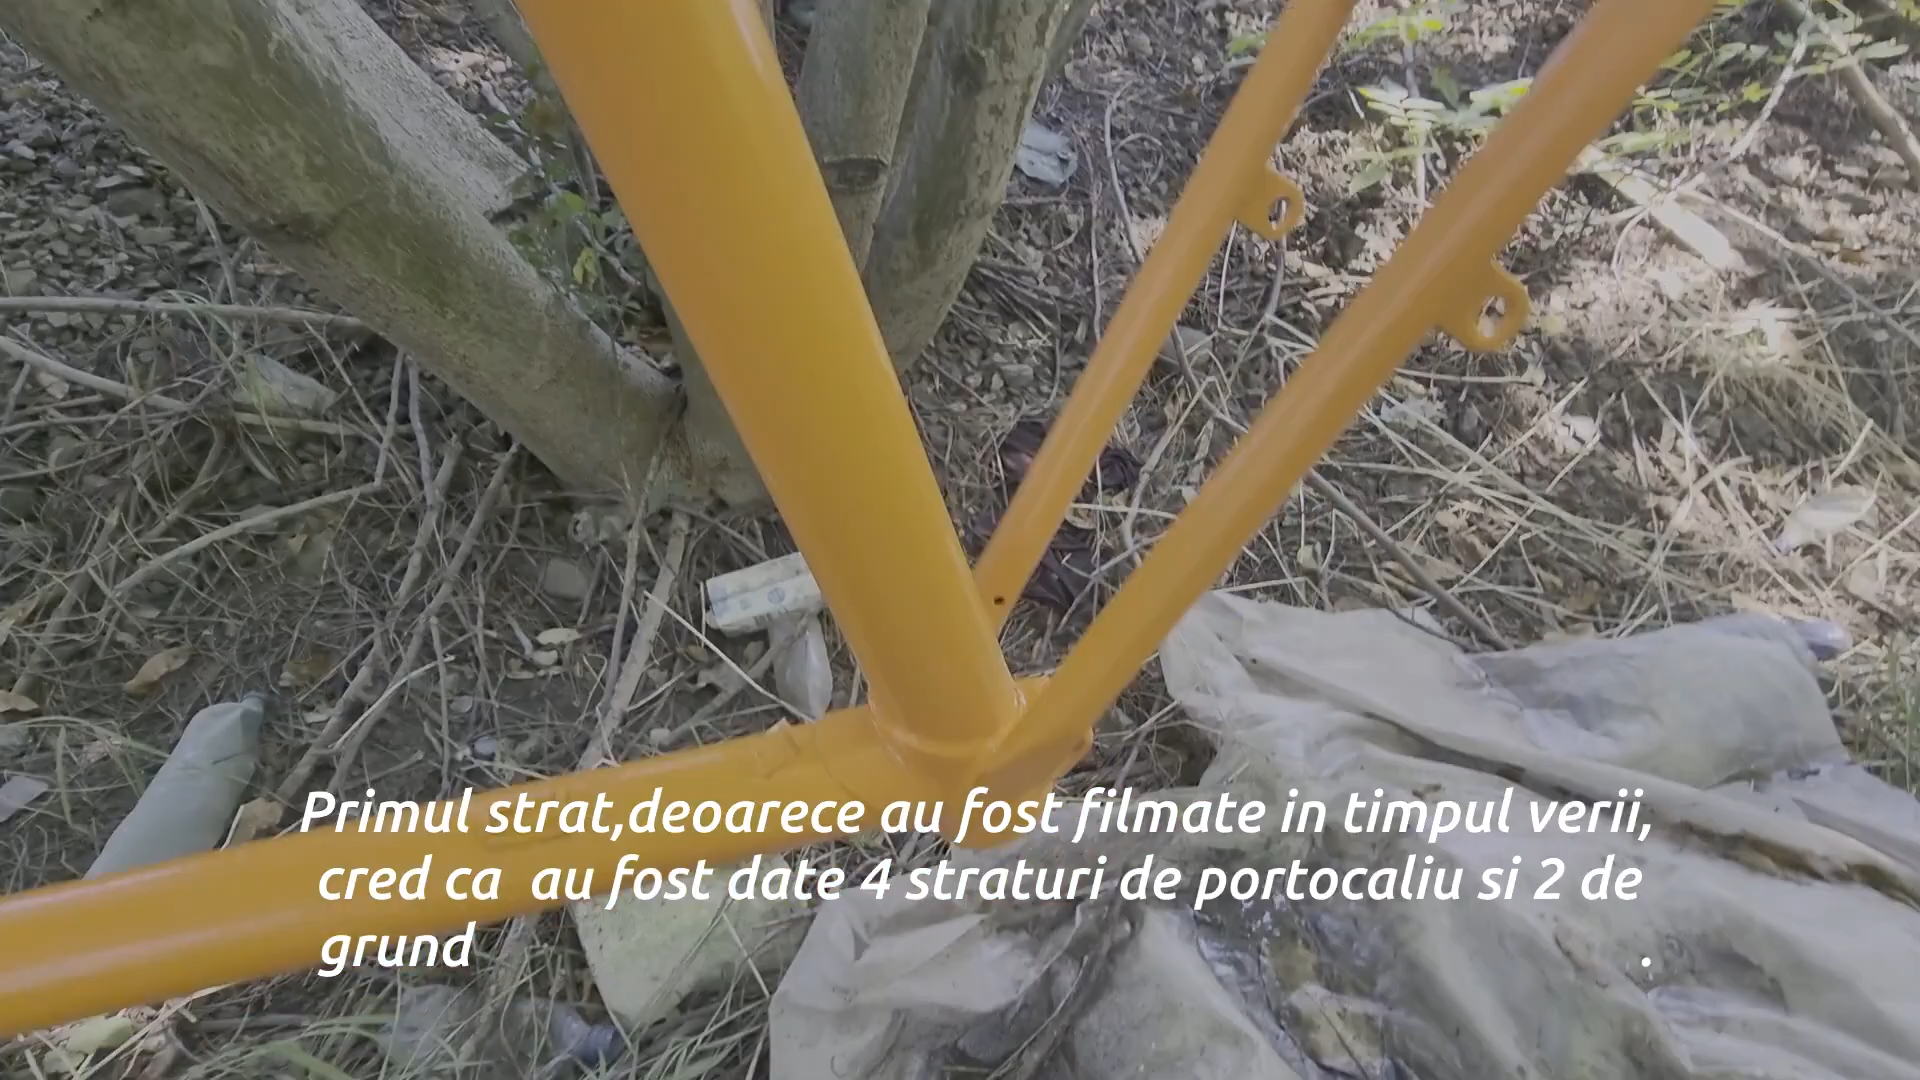 Primul strat,deoarece au fost filmate in timpul verii,
cred ca au fost date 4 straturi de portocaliu si 2 de
grund .